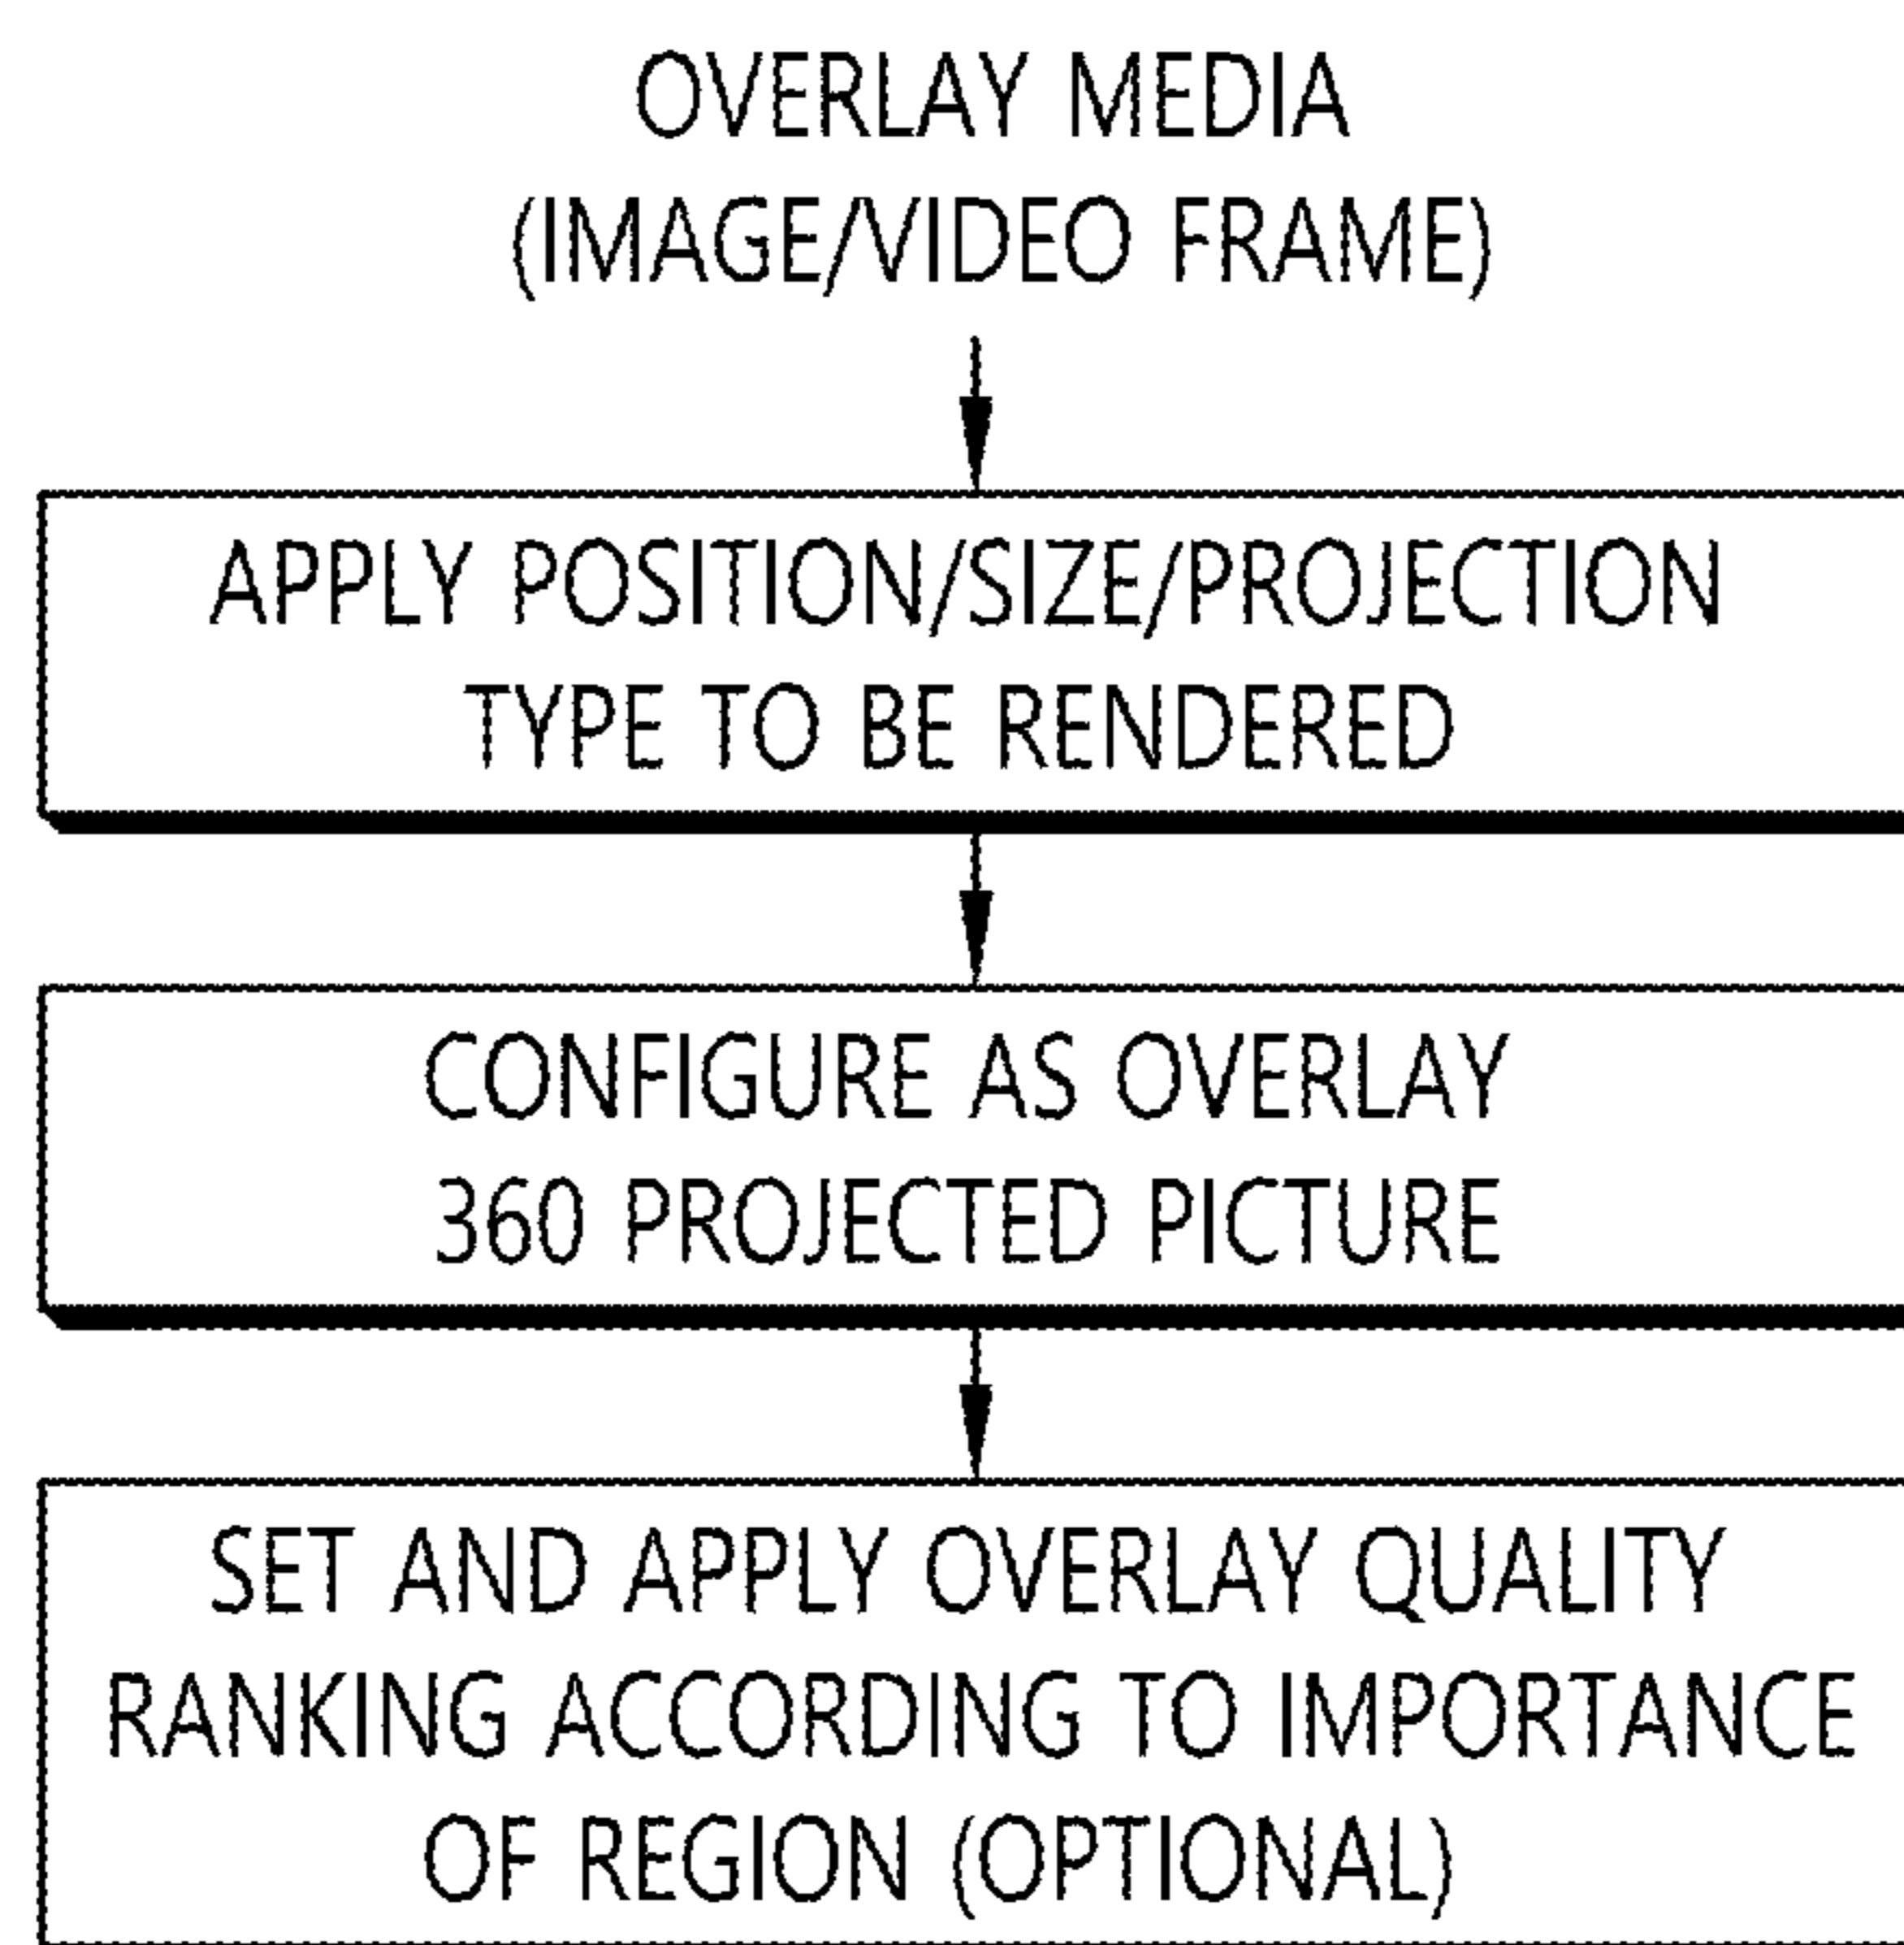 OVERLAY MEDIA
(IMAGE/VIDEO FRAME)
APPLY POSITION/SIZE/PROJECTION
TYPE TO BE RENDERED
CONFIGURE AS OVERLAY
360 PROJECTED PICTURE
SET AND APPLY OVERLAY QUALITY
RANKING ACCORDING TO IMPORTANCE
OF REGION (OPTIONAL)